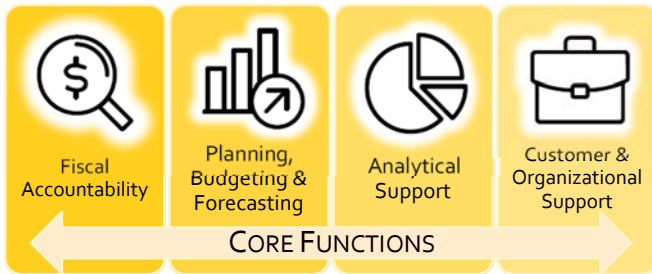 $
Fiscal
Accountability
Planning,
Budgeting &
Forecasting
Analytical
Support
Customer &
Organizational
Support
CORE FUNCTIONS